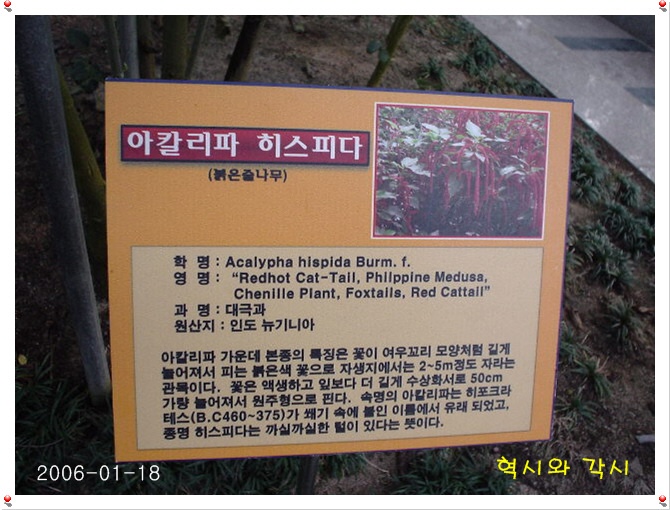 아칼리파 히스피다
(붉은줄나무)
학 명 : Acalypha hispida Burm. f.
영 명 : “Redhot Cat-Tail, Philppine Medusa,
Chenille Plant, Foxtails, Red Cattail”
과 명 : 대극과
원산지 : 인도 뉴기니아
아칼리파 가운데 본종의 특징은 꽃이 여우꼬리 모양처럼 길게
늘어져서 피는 붉은색 꽃으로 자생지에서는 2~5m정도 자라는
관목이다. 꽃은 액생하고 잎보다 더 길게 수상화서로 50cm
가량 늘어져서 원주형으로 핀다. 속명의 아칼리파는 히포크라
테스(B.C460~375)가 쐐기 속에 붙인 이름에서 유래 되었고,
종명 히스피다는 까실까실한 털이 있다는 뜻이다.
2006-01-18
혁시와 각시